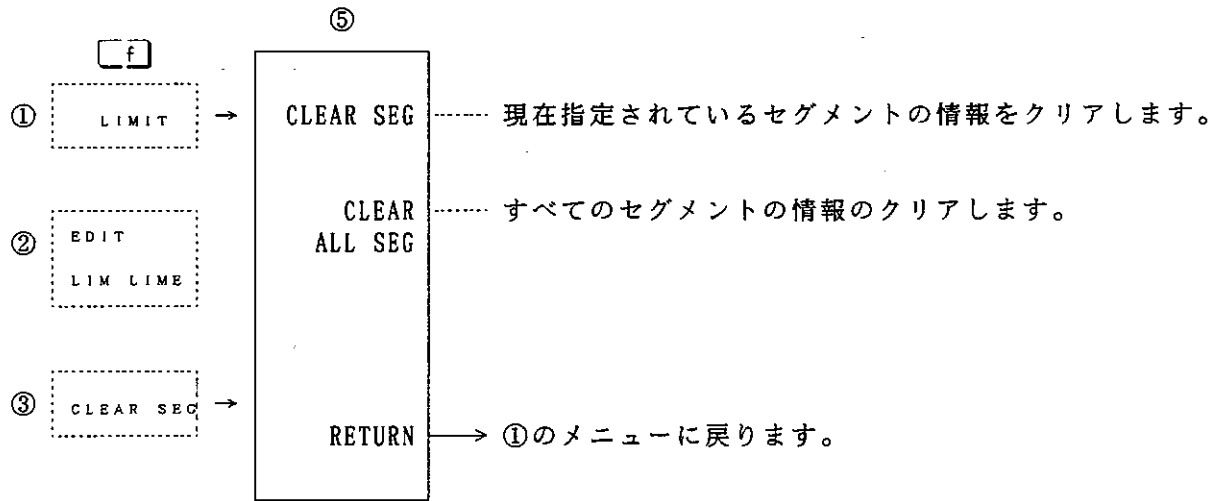 ⑤
f
① LIMIT → CLEAR SEG …… 現在指定されているセグメントの情報をクリアします。
CLEAR …… すべてのセグメントの情報のクリアします。
② EDIT
ALL SEG
LIM LIME
③ CLEAR SEG →
RETURN → ①のメニューに戻ります。